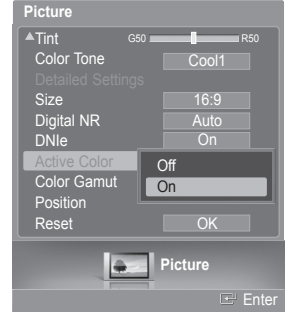 Picture
▲Tint G50 R50
Color Tone Cool1
Detailed Settings
Size 16:9
Digital NR Auto
DNIe On
Active Color Off
On
Color Gamut
Position
Reset OK
Picture
Enter